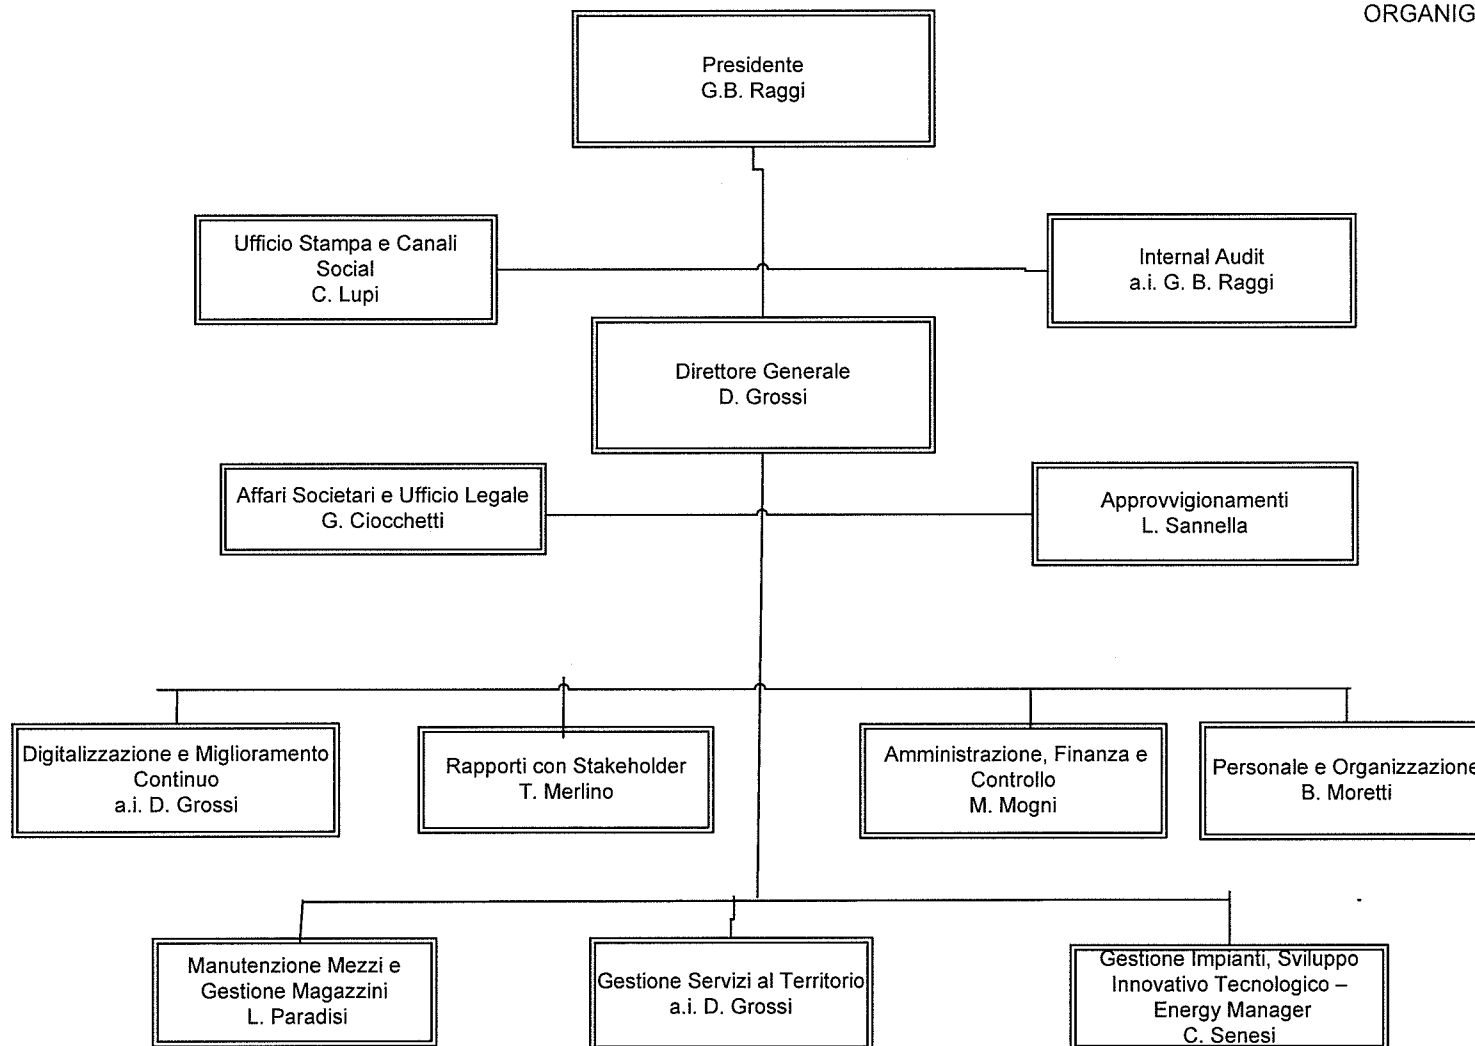 ORGANIG
Presidente
G.B. Raggi
Ufficio Stampa e Canali
Social
C. Lupi
Internal Audit
a.i. G. B. Raggi
Direttore Generale
D. Grossi
Affari Societari e Ufficio Legale
G. Ciocchetti
Approvvigionamenti
L. Sannella
Digitalizzazione e Miglioramento
Continuo
a.i. D. Grossi
Rapporti con Stakeholder
T. Merlino
Amministrazione, Finanza e
Controllo
M. Mogni
Personale e Organizzazione
B. Moretti
Manutenzione Mezzi e
Gestione Magazzini
L. Paradisi
Gestione Servizi al Territorio
a.i. D. Grossi
Gestione Impianti, Sviluppo
Innovativo Tecnologico –
Energy Manager
C. Senesi